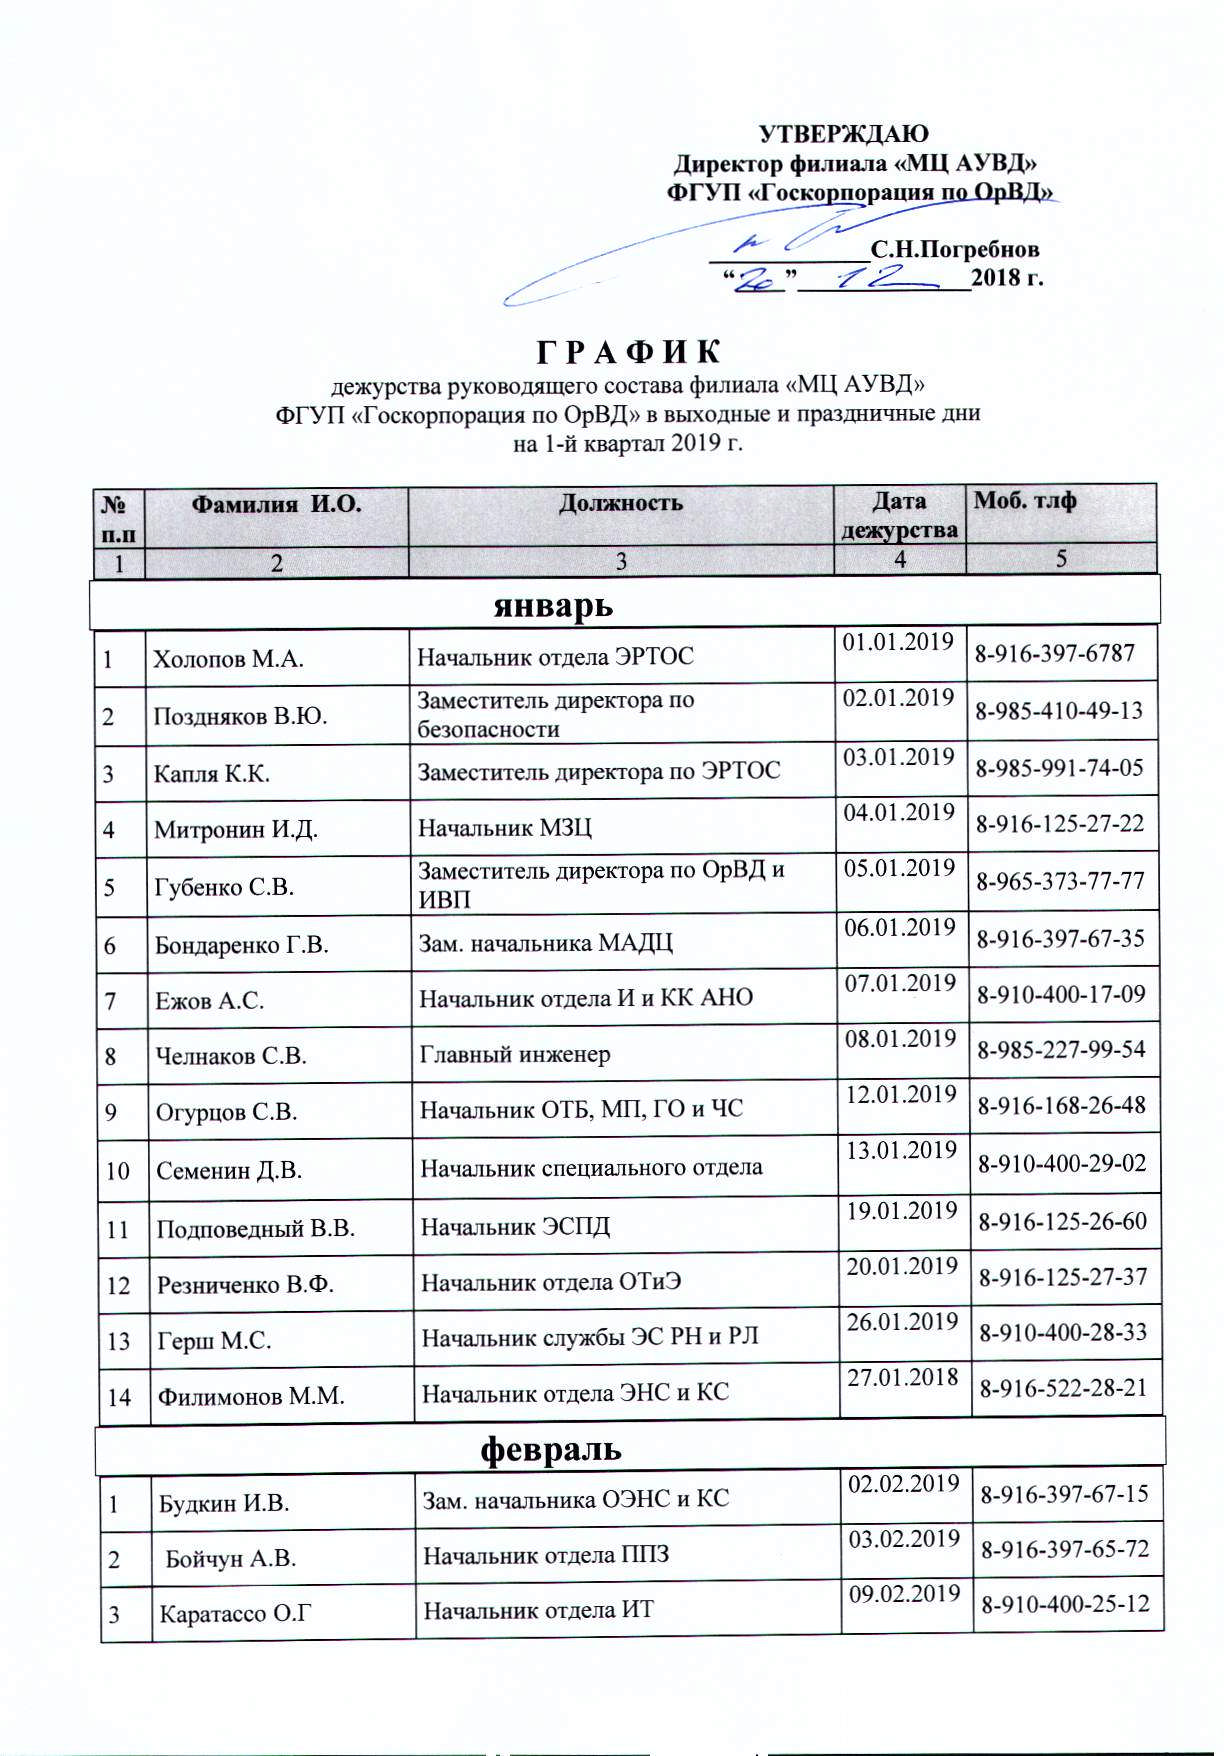 УТВЕРЖДАЮ
Директор филиала «МЦ АУВД»
ФГУП «Госкорпорация по ОрВД»
С.Н.Погребнов
“20” 12 2018 г.
Г Р А Ф И К
дежурства руководящего состава филиала «МЦ АУВД»
ФГУП «Госкорпорация по ОрВД» в выходные и праздничные дни
на 1-й квартал 2019 г.
№ п.п Фамилия И.О. Должность Дата дежурства Моб. тлф
1 2 3 4 5
январь
1 Холопов М.А. Начальник отдела ЭРТОС 01.01.2019 8-916-397-6787
2 Поздняков В.Ю. Заместитель директора по безопасности 02.01.2019 8-985-410-49-13
3 Капля К.К. Заместитель директора по ЭРТОС 03.01.2019 8-985-991-74-05
4 Митронин И.Д. Начальник МЗЦ 04.01.2019 8-916-125-27-22
5 Губенко С.В. Заместитель директора по ОрВД и ИВП 05.01.2019 8-965-373-77-77
6 Бондаренко Г.В. Зам. начальника МАДЦ 06.01.2019 8-916-397-67-35
7 Ежов А.С. Начальник отдела И и КК АНО 07.01.2019 8-910-400-17-09
8 Челнаков С.В. Главный инженер 08.01.2019 8-985-227-99-54
9 Огурцов С.В. Начальник ОТБ, МП, ГО и ЧС 12.01.2019 8-916-168-26-48
10 Семенин Д.В. Начальник специального отдела 13.01.2019 8-910-400-29-02
11 Подповедный В.В. Начальник ЭСПД 19.01.2019 8-916-125-26-60
12 Резниченко В.Ф. Начальник отдела ОТиЭ 20.01.2019 8-916-125-27-37
13 Герш М.С. Начальник службы ЭС РН и РЛ 26.01.2019 8-910-400-28-33
14 Филимонов М.М. Начальник отдела ЭНС и КС 27.01.2018 8-916-522-28-21
февраль
1 Будкин И.В. Зам. начальника ОЭНС и КС 02.02.2019 8-916-397-67-15
2 Бойчун А.В. Начальник отдела ППЗ 03.02.2019 8-916-397-65-72
3 Каратассо О.Г Начальник отдела ИТ 09.02.2019 8-910-400-25-12